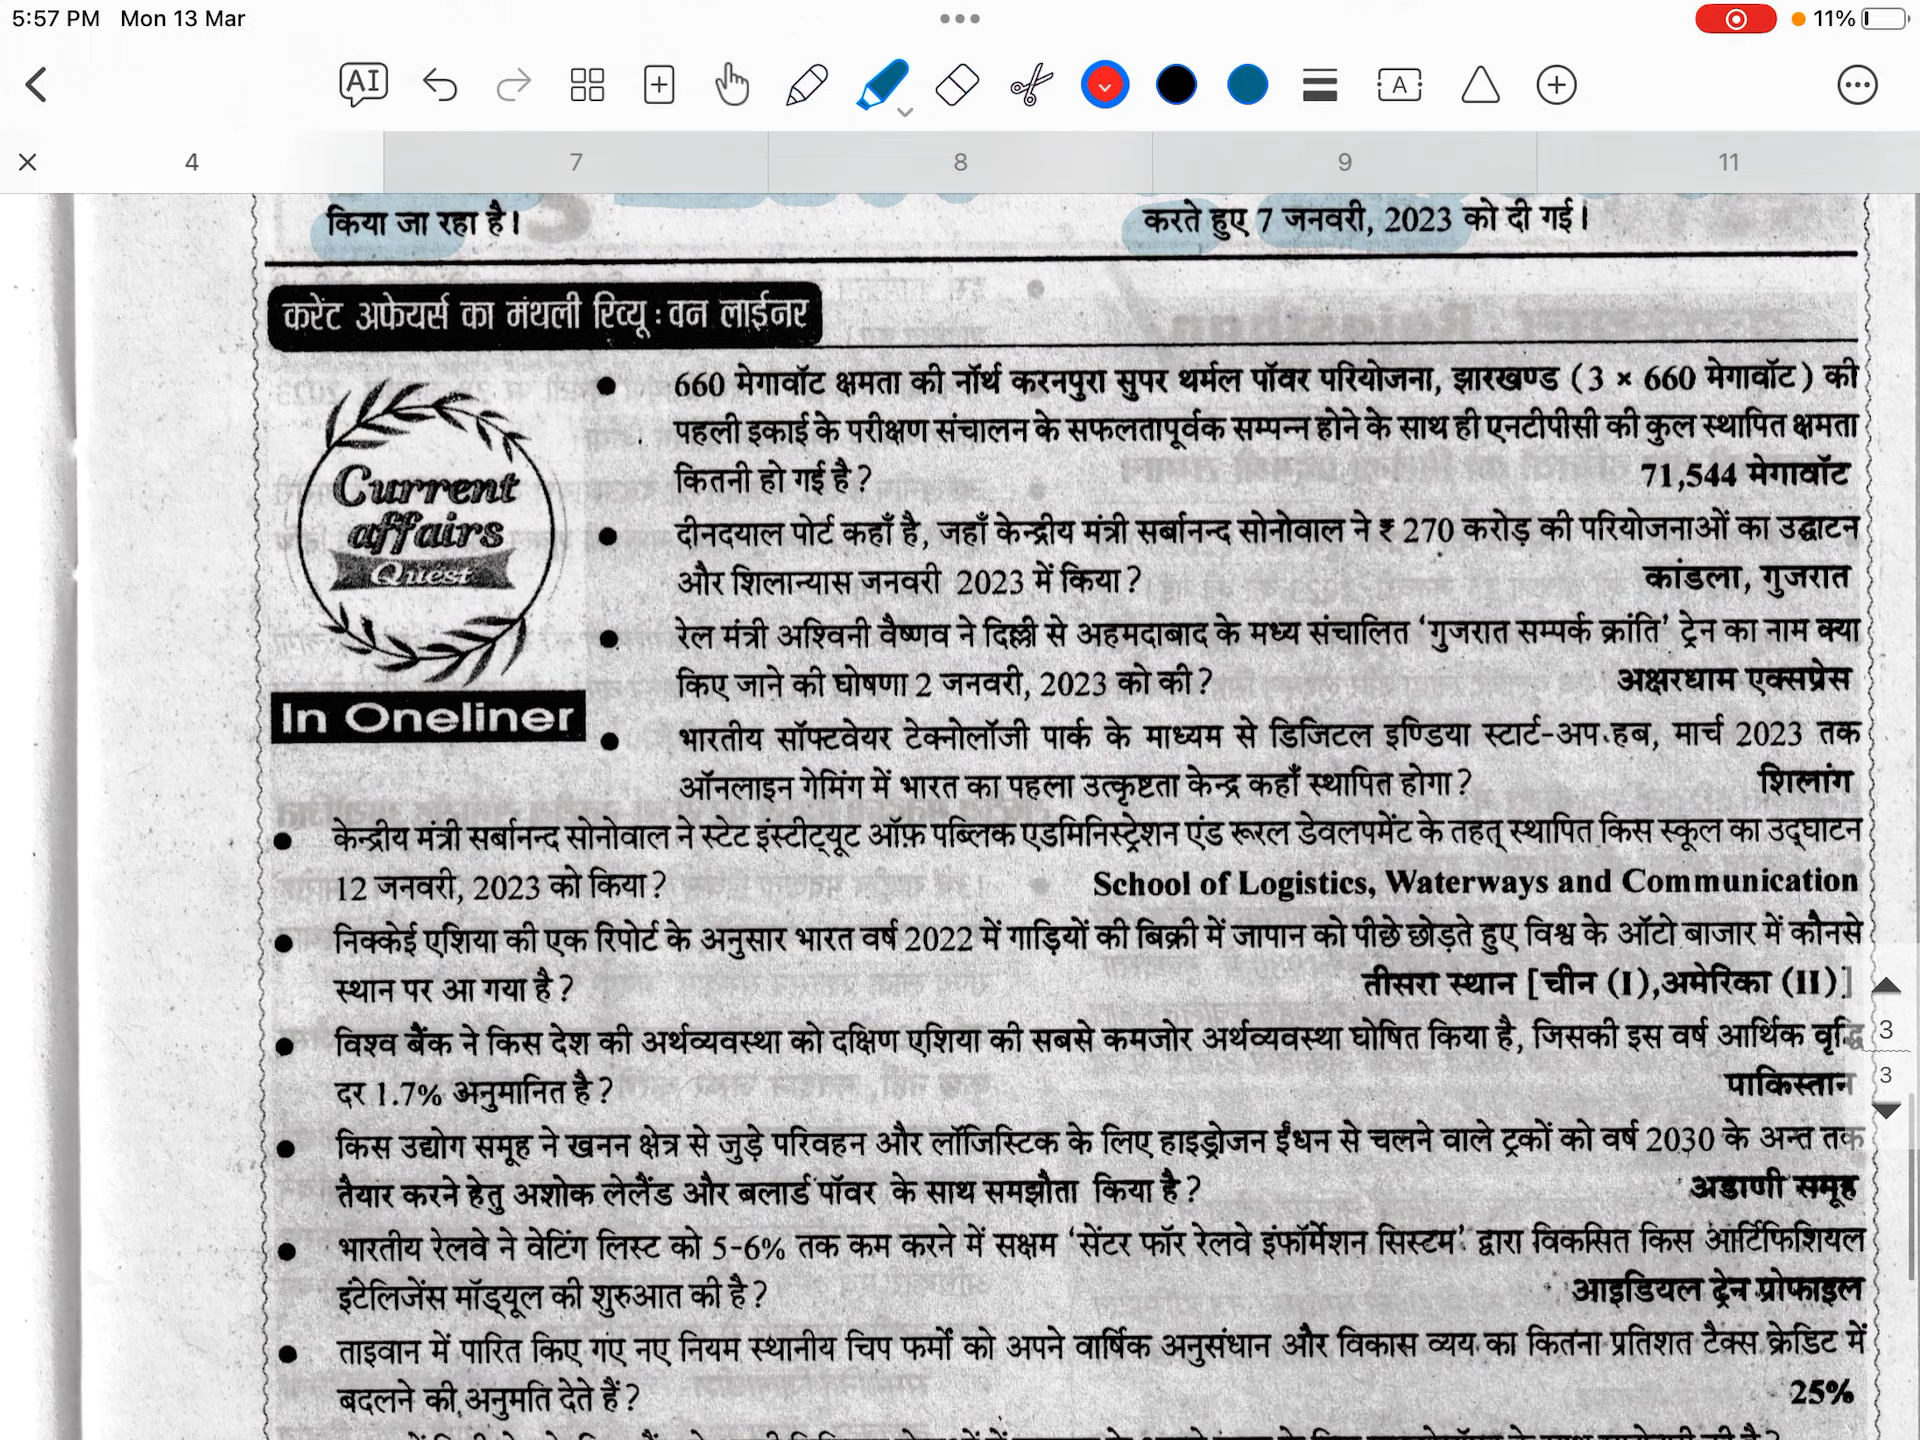 5:57 PM Mon 13 Mar
11%
AI
A
4
7
8
9
11
किया जा रहा है।
करते हुए 7 जनवरी, 2023 को दी गई।
करेंट अफेयर्स का मंथली रिव्यू : वन लाईनर
Current
affairs
Quest
In Oneliner
● 660 मेगावॉट क्षमता की नॉर्थ करनपुरा सुपर थर्मल पॉवर परियोजना, झारखण्ड (3 × 660 मेगावॉट) की
पहली इकाई के परीक्षण संचालन के सफलतापूर्वक सम्पन्न होने के साथ ही एनटीपीसी की कुल स्थापित क्षमता
कितनी हो गई है? 71,544 मेगावॉट
● दीनदयाल पोर्ट कहाँ है, जहाँ केन्द्रीय मंत्री सर्बानन्द सोनोवाल ने ₹ 270 करोड़ की परियोजनाओं का उद्घाटन
और शिलान्यास जनवरी 2023 में किया? कांडला, गुजरात
● रेल मंत्री अश्विनी वैष्णव ने दिल्ली से अहमदाबाद के मध्य संचालित ‘गुजरात सम्पर्क क्रांति’ ट्रेन का नाम क्या
किए जाने की घोषणा 2 जनवरी, 2023 को की? अक्षरधाम एक्सप्रेस
● भारतीय सॉफ्टवेयर टेक्नोलॉजी पार्क के माध्यम से डिजिटल इण्डिया स्टार्ट-अप हब, मार्च 2023 तक
ऑनलाइन गेमिंग में भारत का पहला उत्कृष्टता केन्द्र कहाँ स्थापित होगा? शिलांग
● केन्द्रीय मंत्री सर्बानन्द सोनोवाल ने स्टेट इंस्टीट्यूट ऑफ़ पब्लिक एडमिनिस्ट्रेशन एंड रूरल डेवलपमेंट के तहत् स्थापित किस स्कूल का उद्घाटन
12 जनवरी, 2023 को किया? School of Logistics, Waterways and Communication
● निक्केई एशिया की एक रिपोर्ट के अनुसार भारत वर्ष 2022 में गाड़ियों की बिक्री में जापान को पीछे छोड़ते हुए विश्व के ऑटो बाजार में कौनसे
स्थान पर आ गया है? तीसरा स्थान [चीन (I),अमेरिका (II)]
● विश्व बैंक ने किस देश की अर्थव्यवस्था को दक्षिण एशिया की सबसे कमजोर अर्थव्यवस्था घोषित किया है, जिसकी इस वर्ष आर्थिक वृद्धि
दर 1.7% अनुमानित है? पाकिस्तान
3
3
● किस उद्योग समूह ने खनन क्षेत्र से जुड़े परिवहन और लॉजिस्टिक के लिए हाइड्रोजन ईंधन से चलने वाले ट्रकों को वर्ष 2030 के अन्त तक
तैयार करने हेतु अशोक लेलैंड और बलार्ड पॉवर के साथ समझौता किया है? अडाणी समूह
● भारतीय रेलवे ने वेटिंग लिस्ट को 5-6% तक कम करने में सक्षम ‘सेंटर फॉर रेलवे इंफॉर्मेशन सिस्टम’ द्वारा विकसित किस आर्टिफिशियल
इंटेलिजेंस मॉड्यूल की शुरुआत की है? आइडियल ट्रेन प्रोफाइल
● ताइवान में पारित किए गए नए नियम स्थानीय चिप फर्मों को अपने वार्षिक अनुसंधान और विकास व्यय का कितना प्रतिशत टैक्स क्रेडिट में
बदलने की अनुमति देते हैं? 25%